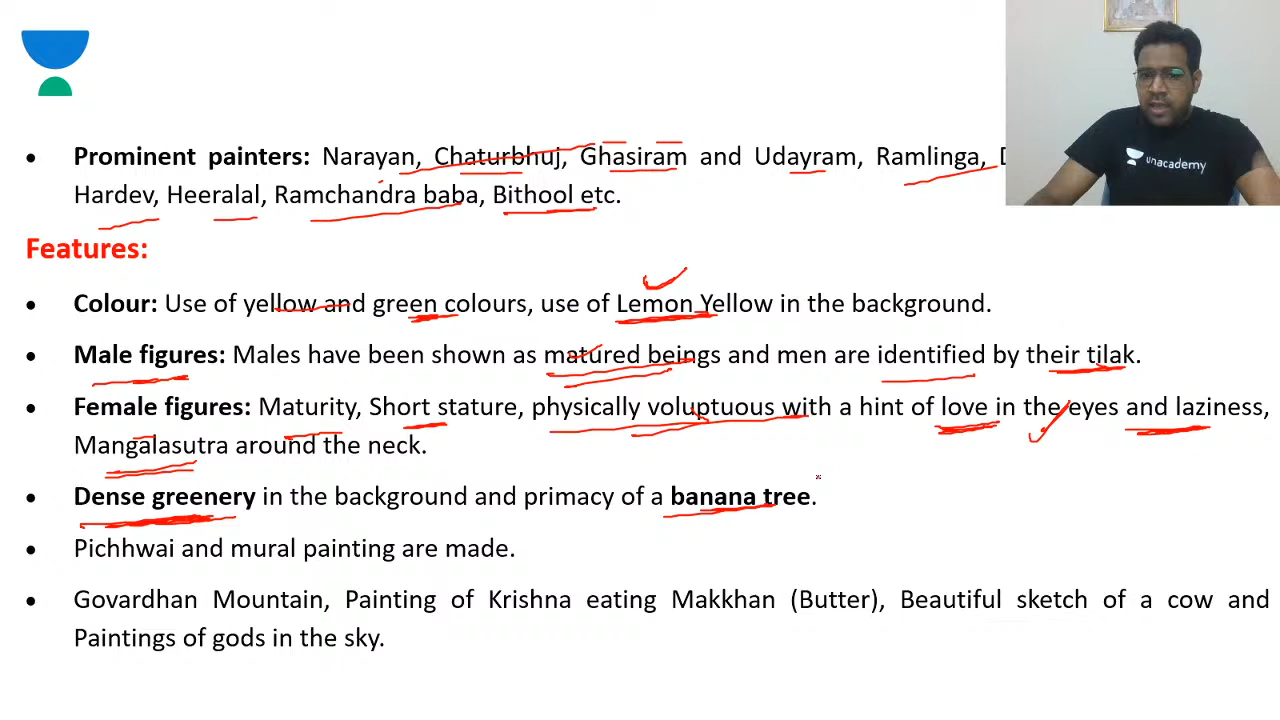 • Prominent painters: Narayan, Chaturbhuj, Ghasiram and Udayram, Ramlinga,
Hardev, Heeralal, Ramchandra baba, Bithool etc.
Features:
• Colour: Use of yellow and green colours, use of Lemon Yellow in the background.
• Male figures: Males have been shown as matured beings and men are identified by their tilak.
• Female figures: Maturity, Short stature, physically voluptuous with a hint of love in the eyes and laziness,
Mangalasutra around the neck.
• Dense greenery in the background and primacy of a banana tree.
• Pichhwai and mural painting are made.
• Govardhan Mountain, Painting of Krishna eating Makkhan (Butter), Beautiful sketch of a cow and
Paintings of gods in the sky.
unacademy